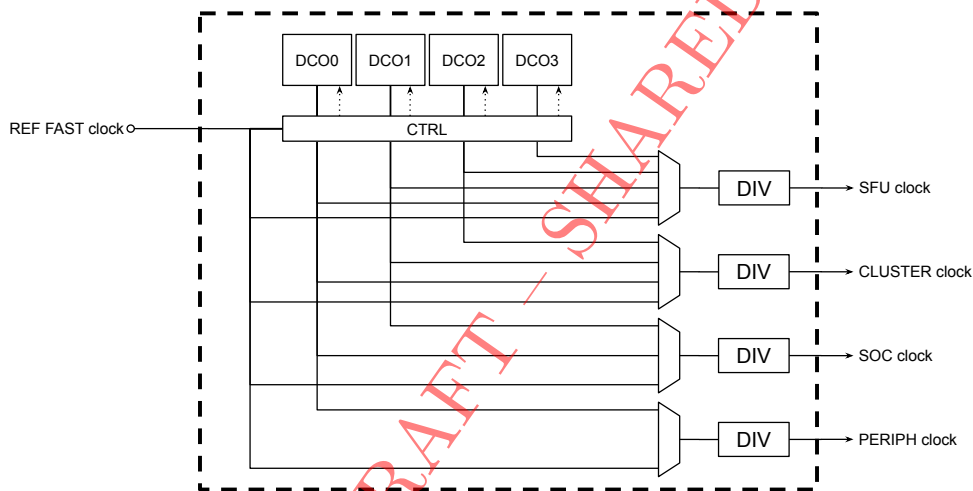 DCO0 DCO1 DCO2 DCO3
REF FAST clock
CTRL
DIV SFU clock
DIV CLUSTER clock
DIV SOC clock
DIV PERIPH clock
RAFT – SHARED